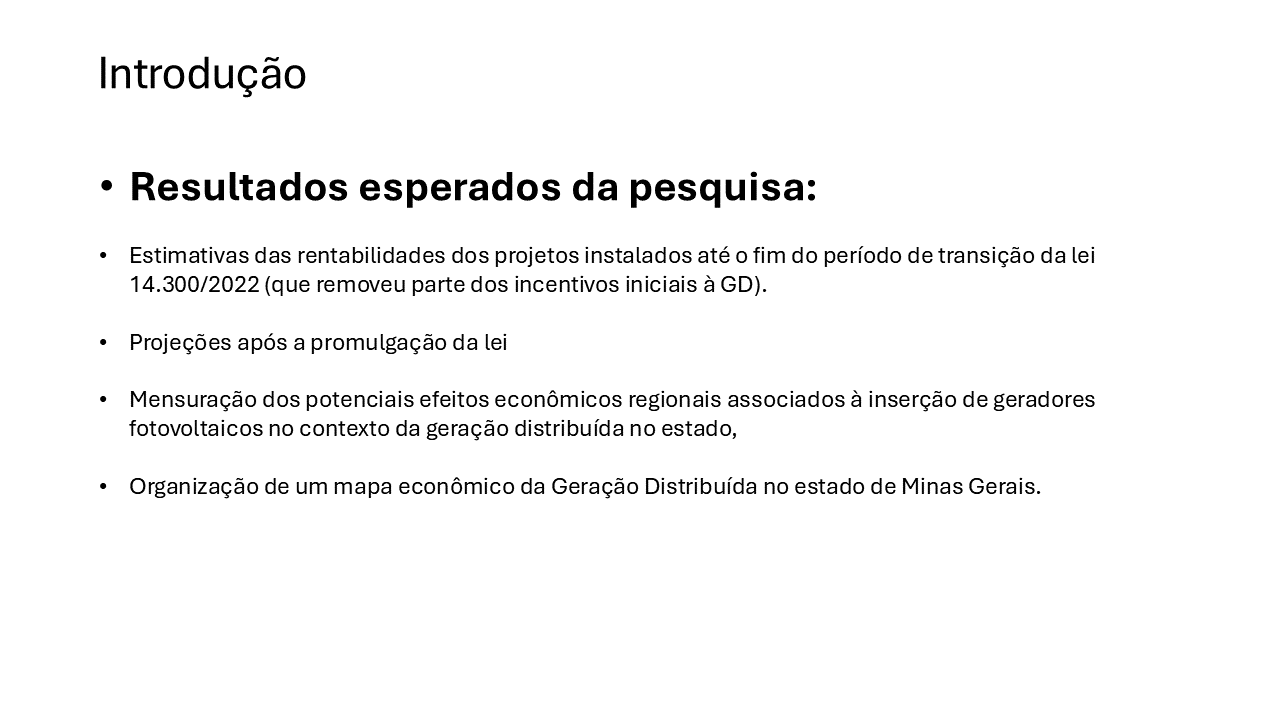 Introdução
• Resultados esperados da pesquisa:
• Estimativas das rentabilidades dos projetos instalados até o fim do período de transição da lei
14.300/2022 (que removeu parte dos incentivos iniciais à GD).
• Projeções após a promulgação da lei
• Mensuração dos potenciais efeitos econômicos regionais associados à inserção de geradores
fotovoltaicos no contexto da geração distribuída no estado,
• Organização de um mapa econômico da Geração Distribuída no estado de Minas Gerais.